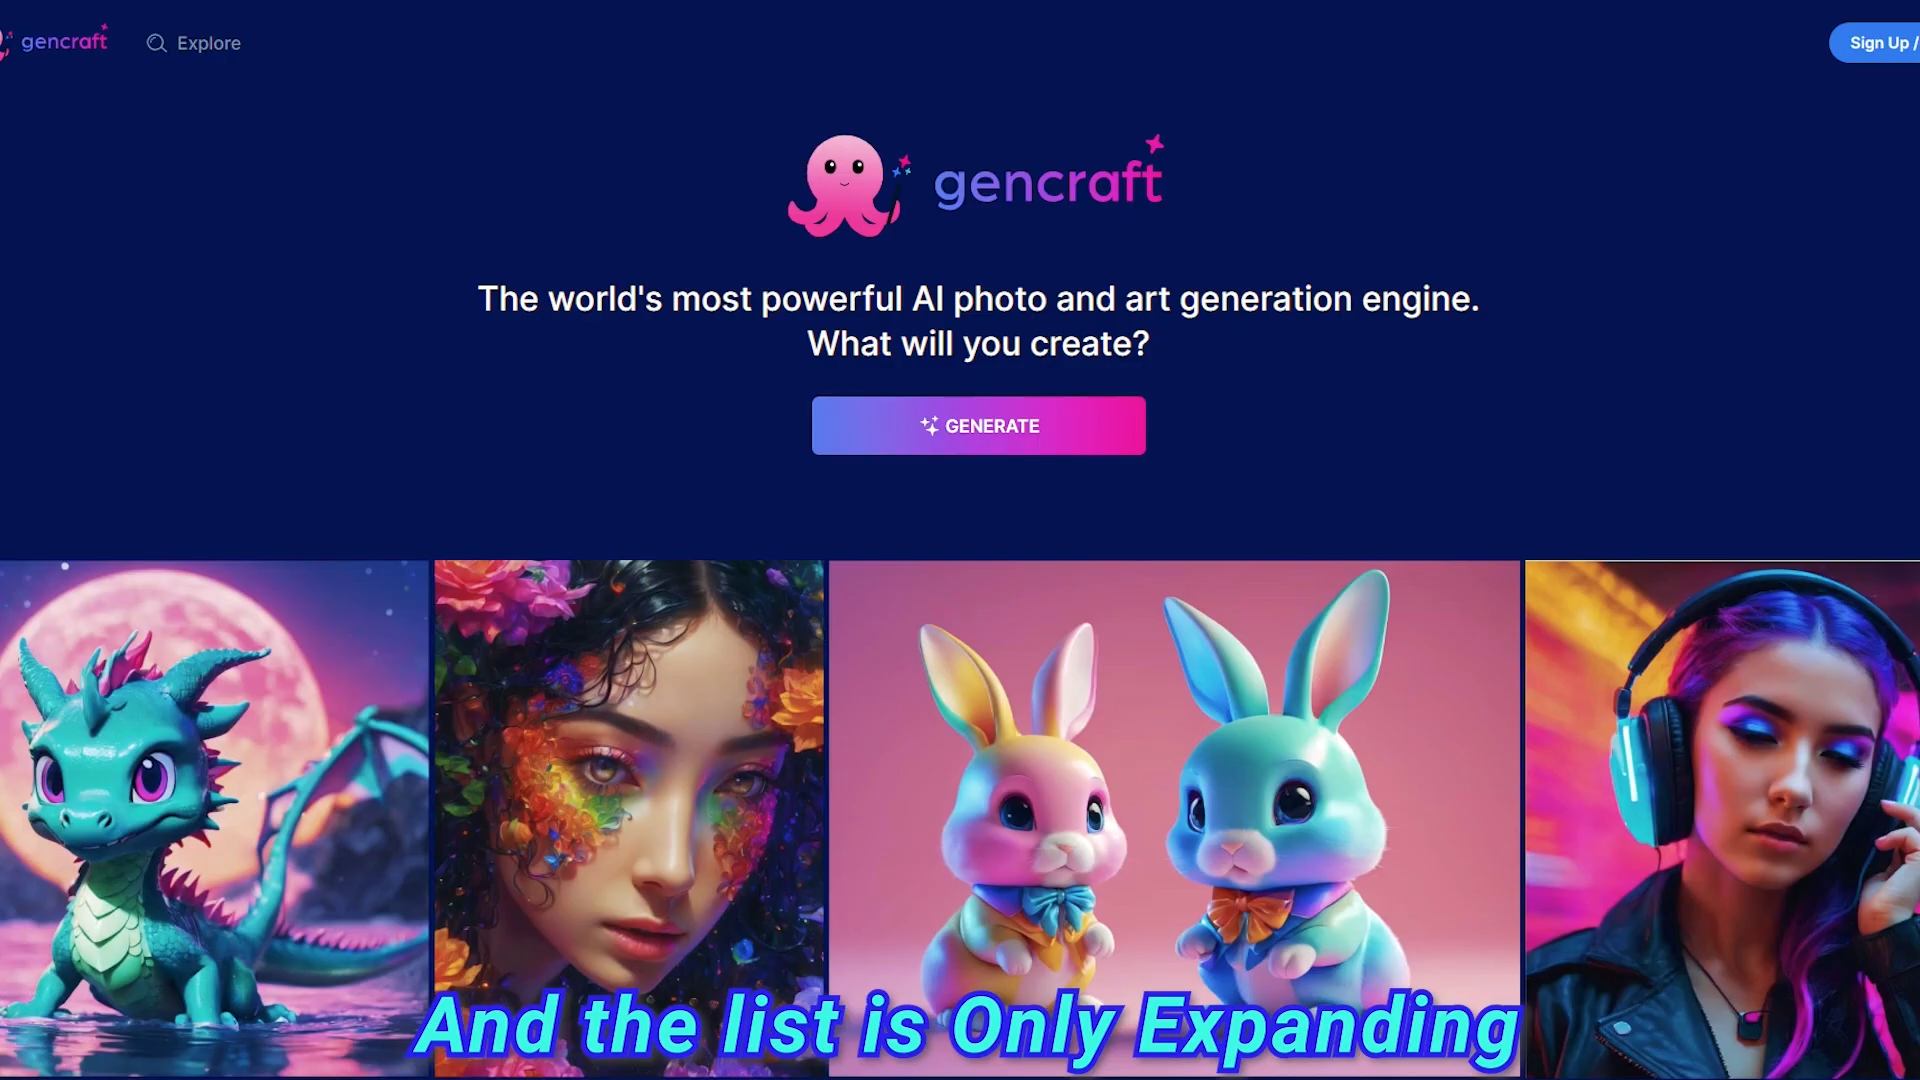 gencraft
Explore
Sign Up /
gencraft
The world's most powerful AI photo and art generation engine.
What will you create?
GENERATE
And the list is Only Expanding